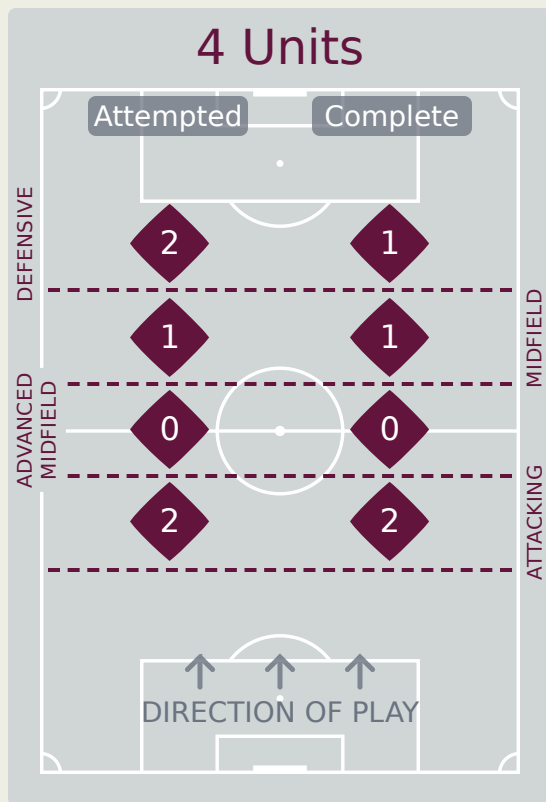 4 Units
Attempted
Complete
DEFENSIVE
2
1
MIDFIELD
1
1
ADVANCED
MIDFIELD
0
0
ATTACKING
2
2
DIRECTION OF PLAY